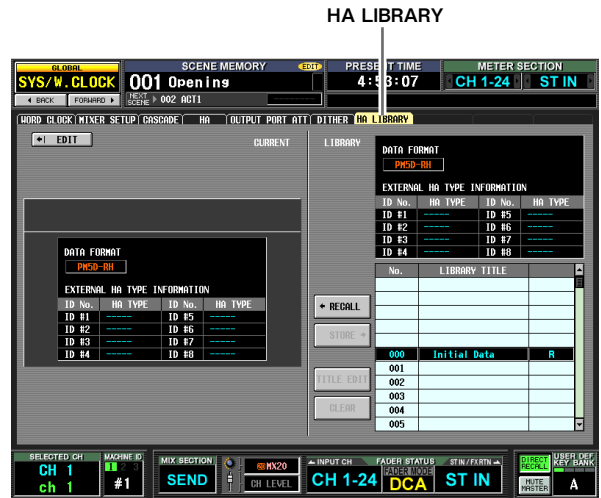 HA LIBRARY
GLOBAL SCENE MEMORY EDIT PRESENT TIME METER SECTION
SYS/W.CLOCK 001 Opening 4:53:07 CH 1-24 ST IN
BACK FORWARD NEXT SCENE 002 ACT1
WORD CLOCK MIXER SETUP CASCADE HA OUTPUT PORT ATT DITHER HA LIBRARY
EDIT CURRENT LIBRARY
DATA FORMAT
PM5D-RH
EXTERNAL HA TYPE INFORMATION
ID No. HA TYPE ID No. HA TYPE
ID #1 ----- ID #5 -----
ID #2 ----- ID #6 -----
ID #3 ----- ID #7 -----
ID #4 ----- ID #8 -----
DATA FORMAT
PM5D-RH
EXTERNAL HA TYPE INFORMATION
ID No. HA TYPE ID No. HA TYPE
ID #1 ----- ID #5 -----
ID #2 ----- ID #6 -----
ID #3 ----- ID #7 -----
ID #4 ----- ID #8 -----
RECALL
STORE
TITLE EDIT
CLEAR
No. LIBRARY TITLE
000 Initial Data R
001
002
003
004
005
SELECTED CH MACHINE ID MIX SECTION MX20 INPUT CH FADER STATUS ST IN/FXRTN DIRECT RECALL USER DEF KEY BANK
CH 1 1 2 3 SEND CH LEVEL CH 1-24 FADER MODE ST IN MUTE MASTER A
ch 1 #1 DCA